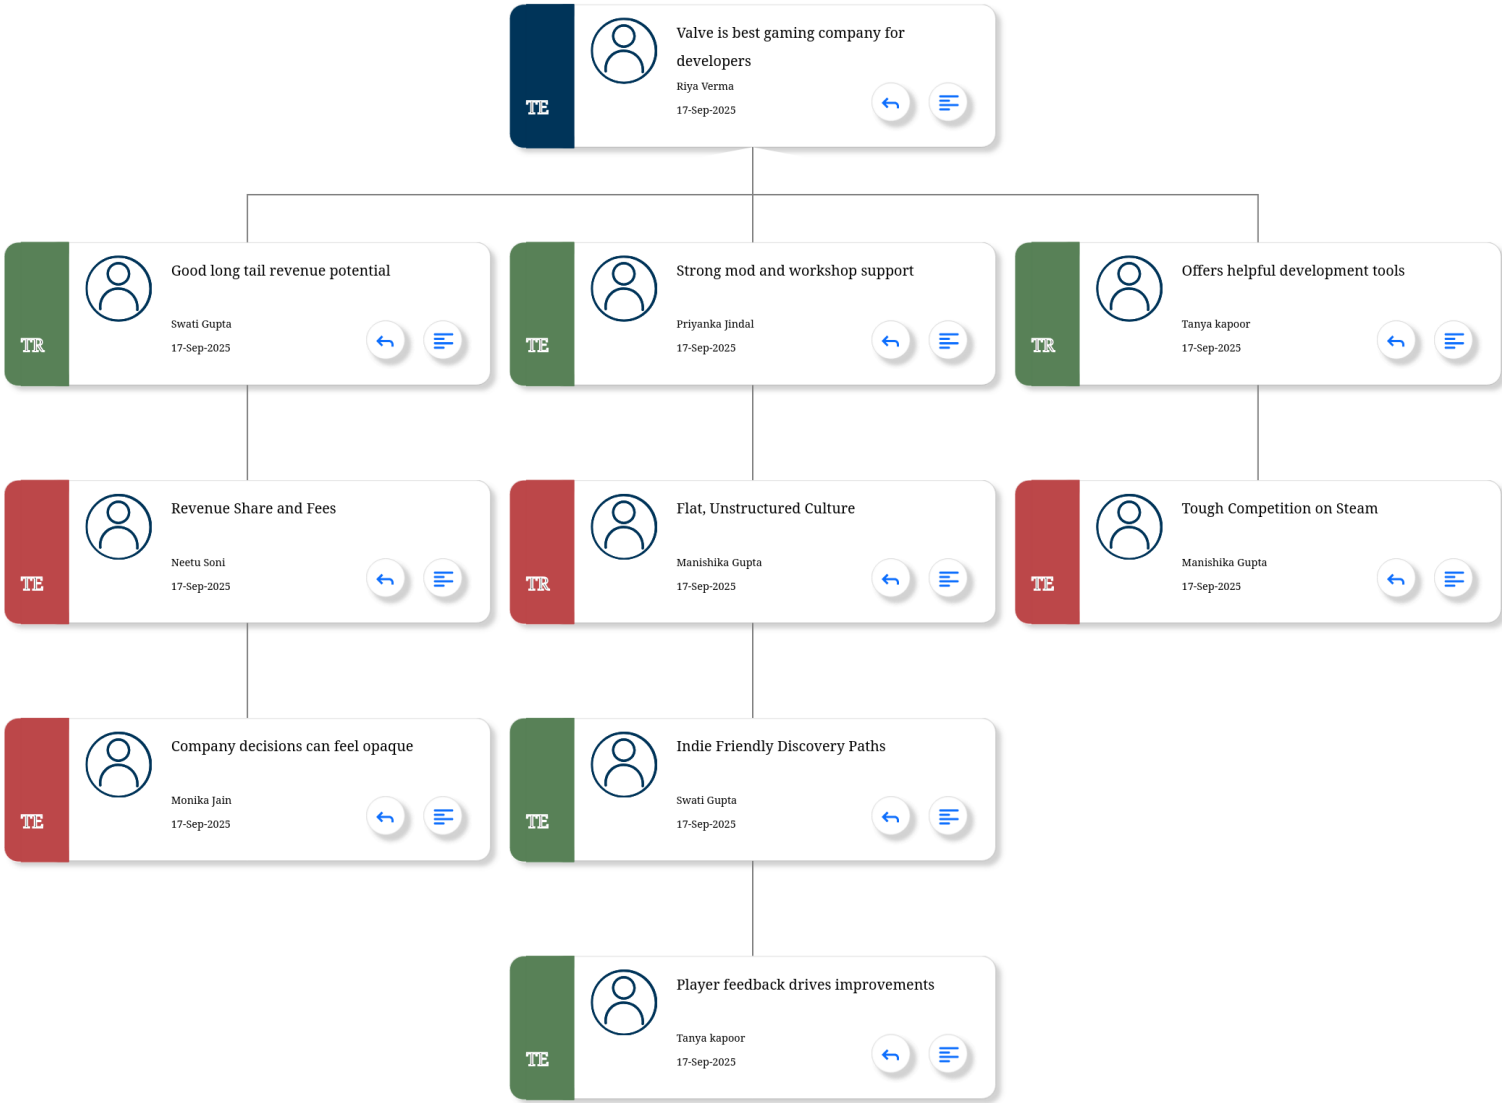 Valve is best gaming company for
developers
Riya Verma
17-Sep-2025
TE
Good long tail revenue potential
Swati Gupta
17-Sep-2025
TR
Strong mod and workshop support
Priyanka Jindal
17-Sep-2025
TE
Offers helpful development tools
Tanya kapoor
17-Sep-2025
TR
Revenue Share and Fees
Neetu Soni
17-Sep-2025
TE
Flat, Unstructured Culture
Manishika Gupta
17-Sep-2025
TR
Tough Competition on Steam
Manishika Gupta
17-Sep-2025
TE
Company decisions can feel opaque
Monika Jain
17-Sep-2025
TE
Indie Friendly Discovery Paths
Swati Gupta
17-Sep-2025
TE
Player feedback drives improvements
Tanya kapoor
17-Sep-2025
TE